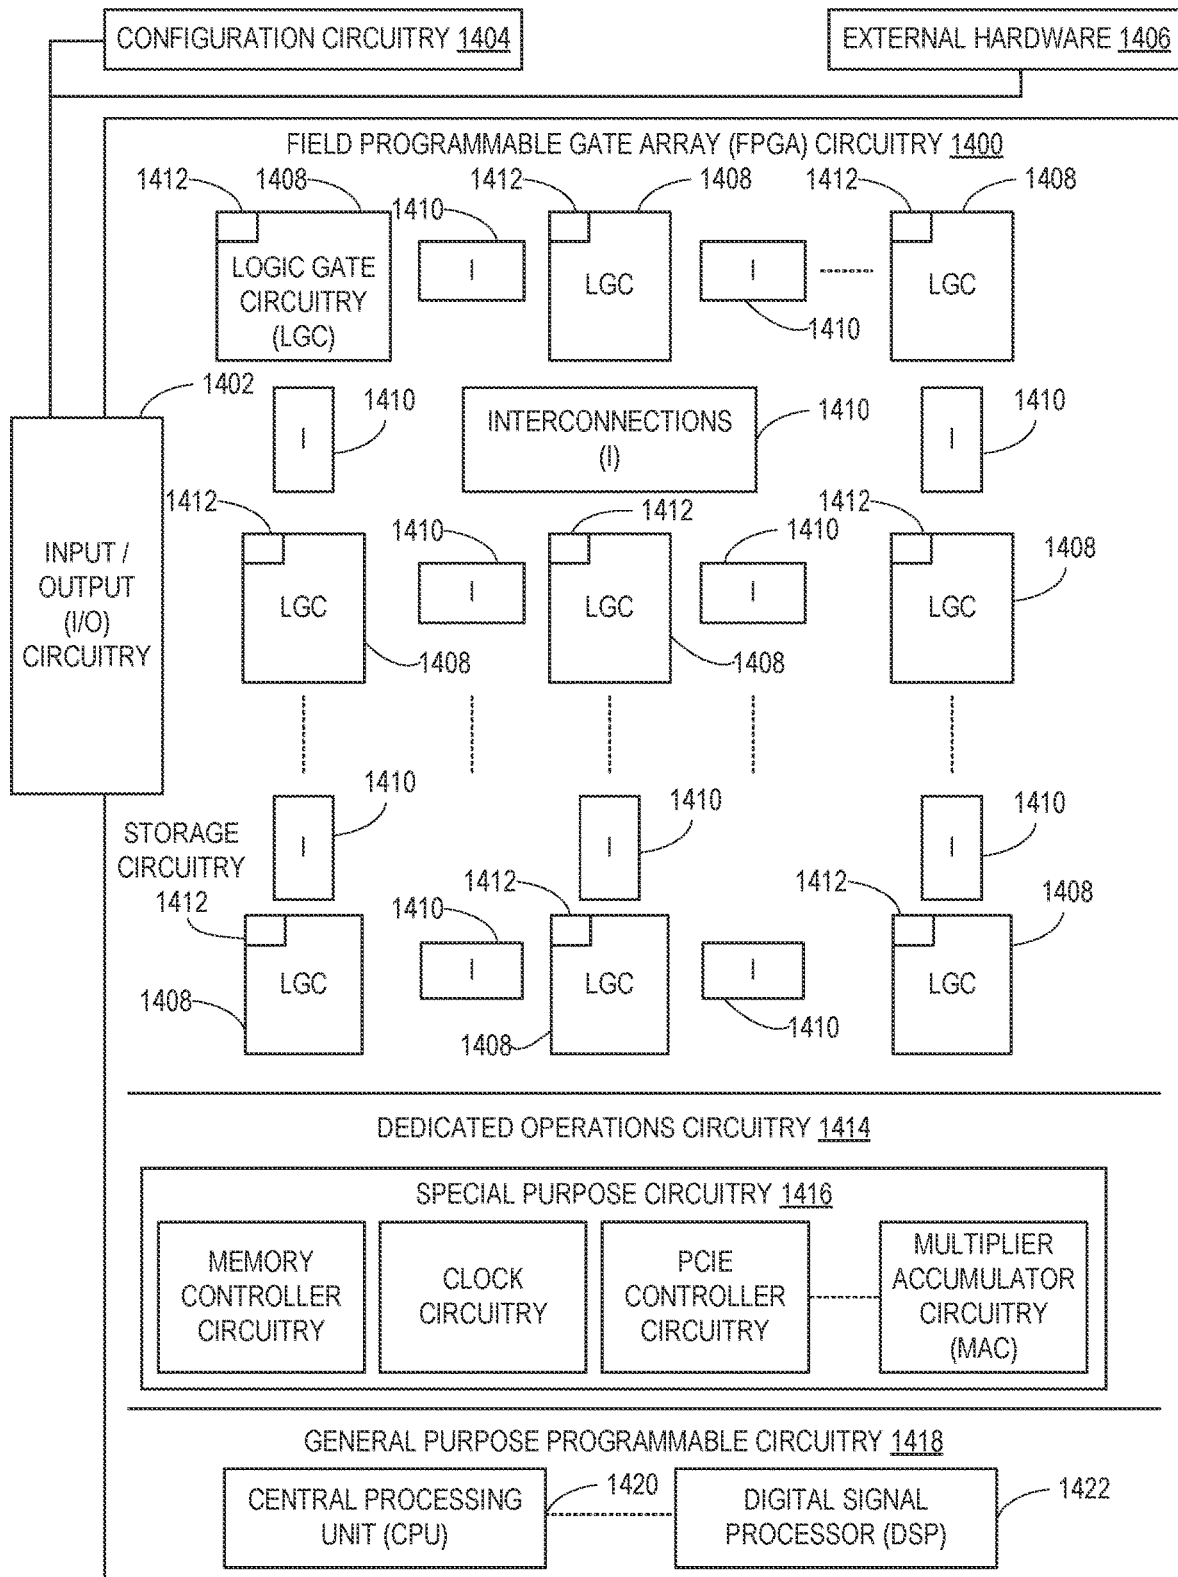 CONFIGURATION CIRCUITRY 1404
EXTERNAL HARDWARE 1406
FIELD PROGRAMMABLE GATE ARRAY (FPGA) CIRCUITRY 1400
1412
1408
1412
1408
1412
1408
1410
LOGIC GATE
CIRCUITRY
(LGC)
I
LGC
I
LGC
1410
1402
1410
I
INTERCONNECTIONS
(I)
1410
I
1410
1412
1410
1412
1410
1412
1408
INPUT /
OUTPUT
(I/O)
CIRCUITRY
LGC
I
LGC
I
LGC
1408
1408
1410
1410
1410
STORAGE
CIRCUITRY
I
I
I
1412
1410
1412
1412
1408
LGC
I
LGC
I
LGC
1408
1408
1410
DEDICATED OPERATIONS CIRCUITRY 1414
SPECIAL PURPOSE CIRCUITRY 1416
MEMORY
CONTROLLER
CIRCUITRY
CLOCK
CIRCUITRY
PCIE
CONTROLLER
CIRCUITRY
MULTIPLIER
ACCUMULATOR
CIRCUITRY
(MAC)
GENERAL PURPOSE PROGRAMMABLE CIRCUITRY 1418
CENTRAL PROCESSING
UNIT (CPU)
1420
DIGITAL SIGNAL
PROCESSOR (DSP)
1422